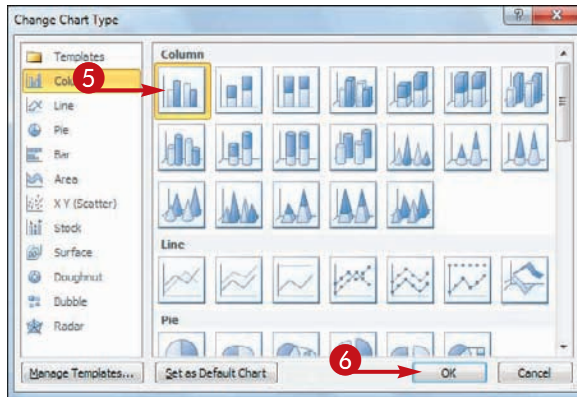 Change Chart Type
Templates
5
Line
Pie
Bar
Area
X Y (Scatter)
Stock
Surface
Doughnut
Bubble
Radar
Column
Line
Pie
6
Manage Templates...
Set as Default Chart
OK
Cancel